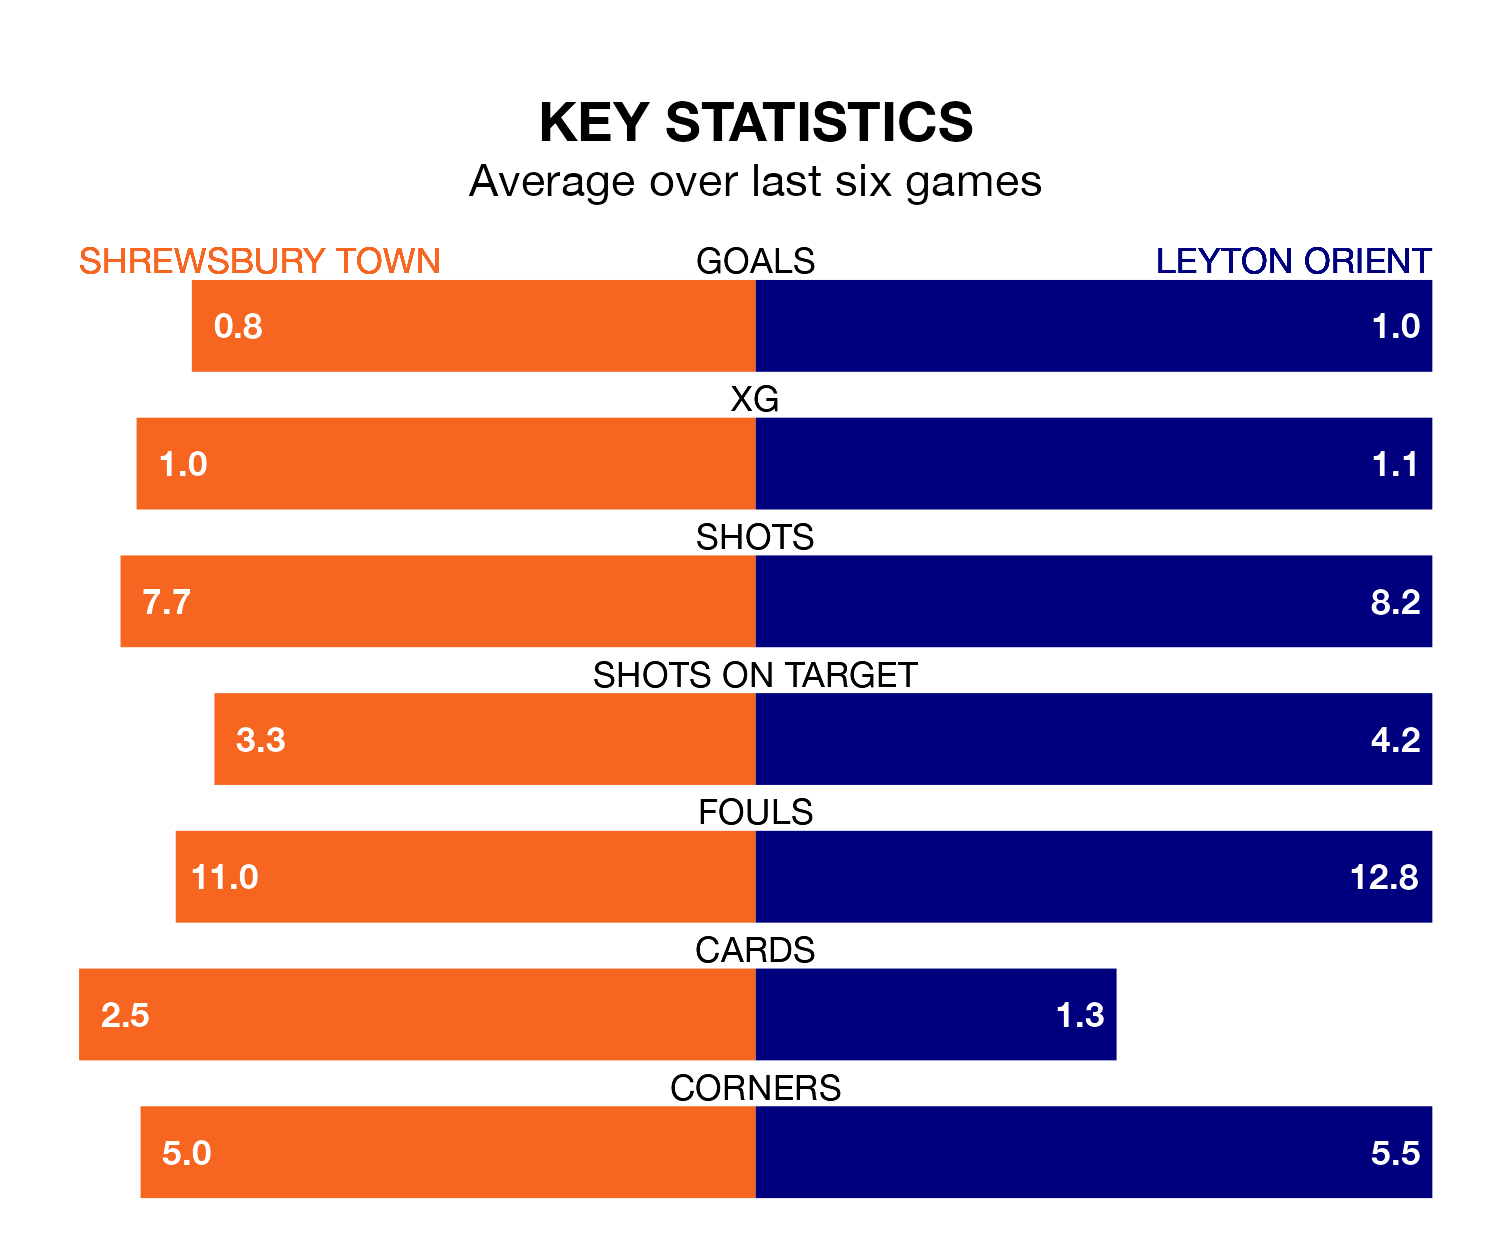 KEY STATISTICS
Average over last six games
SHREWSBURY TOWN GOALS LEYTON ORIENT
0.8 1.0
XG
1.0 1.1
SHOTS
7.7 8.2
SHOTS ON TARGET
3.3 4.2
FOULS
11.0 12.8
CARDS
2.5 1.3
CORNERS
5.0 5.5